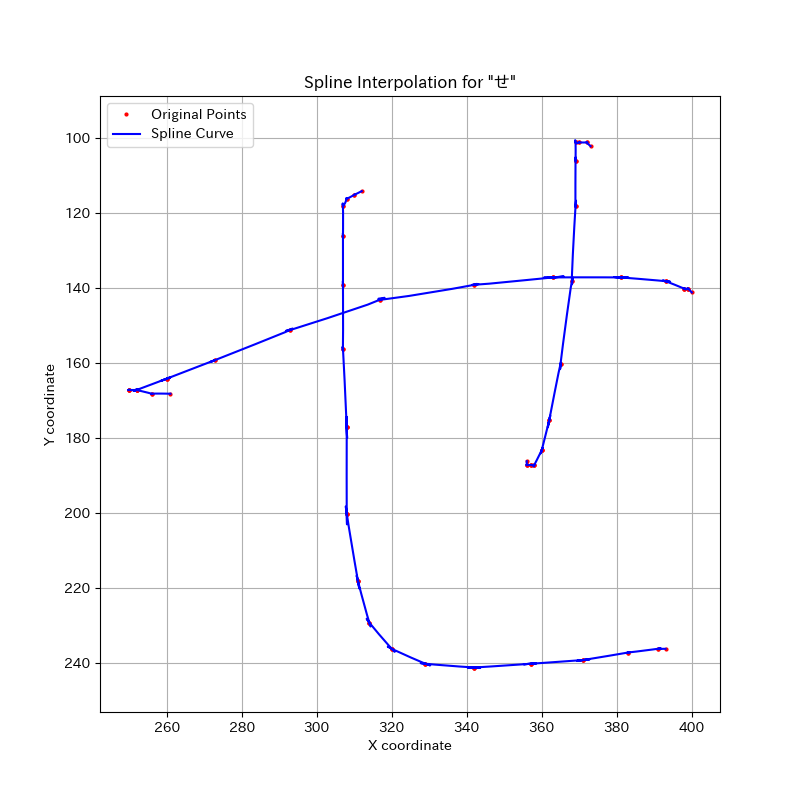 Spline Interpolation for "せ"
Original Points
Spline Curve
100
120
140
160
180
200
220
240
Y coordinate
260 280 300 320 340 360 380 400
X coordinate
せ